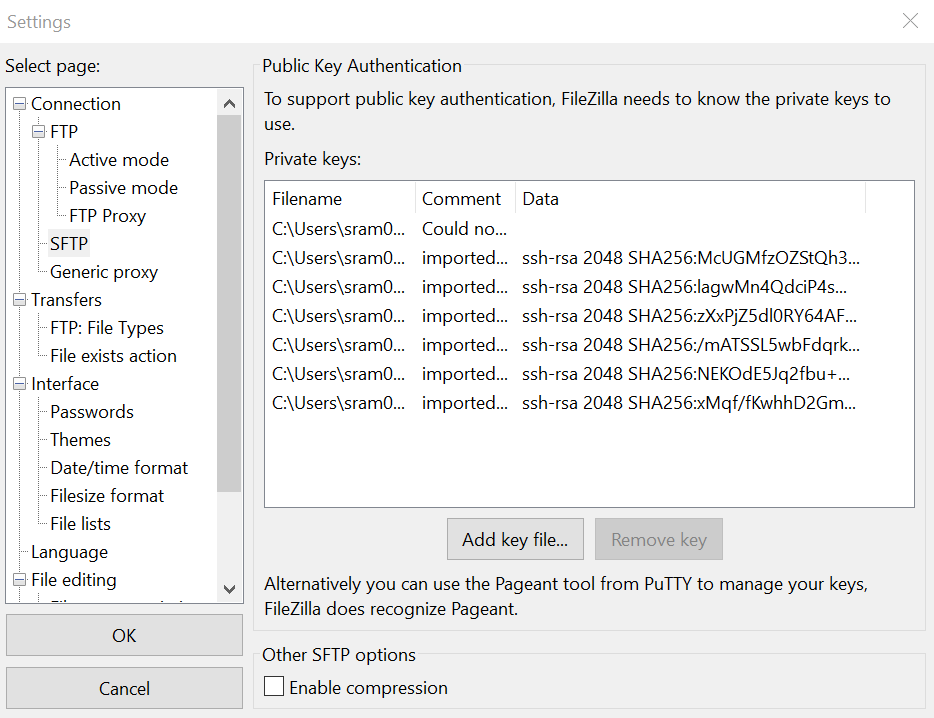 Settings
Select page:
Connection
FTP
Active mode
Passive mode
FTP Proxy
SFTP
Generic proxy
Transfers
FTP: File Types
File exists action
Interface
Passwords
Themes
Date/time format
Filesize format
File lists
Language
File editing
OK
Cancel
Public Key Authentication
To support public key authentication, FileZilla needs to know the private keys to
use.
Private keys:
Filename Comment Data
C:\Users\sram0... Could no...
C:\Users\sram0... imported... ssh-rsa 2048 SHA256:McUGMfzOZStQh3...
C:\Users\sram0... imported... ssh-rsa 2048 SHA256:lagwMn4QdciP4s...
C:\Users\sram0... imported... ssh-rsa 2048 SHA256:zXxPjZ5dl0RY64AF...
C:\Users\sram0... imported... ssh-rsa 2048 SHA256:/mATSSL5wbFdqrk...
C:\Users\sram0... imported... ssh-rsa 2048 SHA256:NEKOdE5Jq2fbu+...
C:\Users\sram0... imported... ssh-rsa 2048 SHA256:xMqf/fKwhhD2Gm...
Add key file... Remove key
Alternatively you can use the Pageant tool from PuTTY to manage your keys,
FileZilla does recognize Pageant.
Other SFTP options
Enable compression